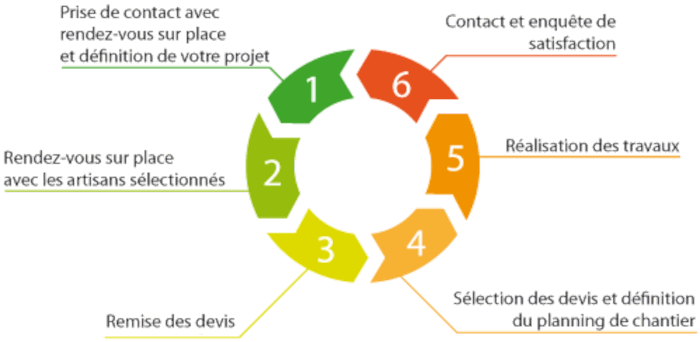 Prise de contact avec
rendez-vous sur place
et définition de votre projet
1
Rendez-vous sur place
avec les artisans sélectionnés
2
Remise des devis
3
Sélection des devis et définition
du planning de chantier
4
Réalisation des travaux
5
Contact et enquête de
satisfaction
6